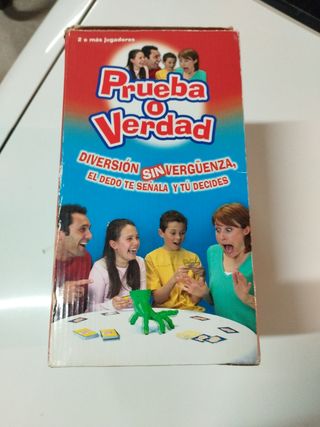 2 o más jugadores
Prueba
o
Verdad
DIVERSIÓN SIN VERGÜENZA,
EL DEDO TE SEÑALA Y TÚ DECIDES